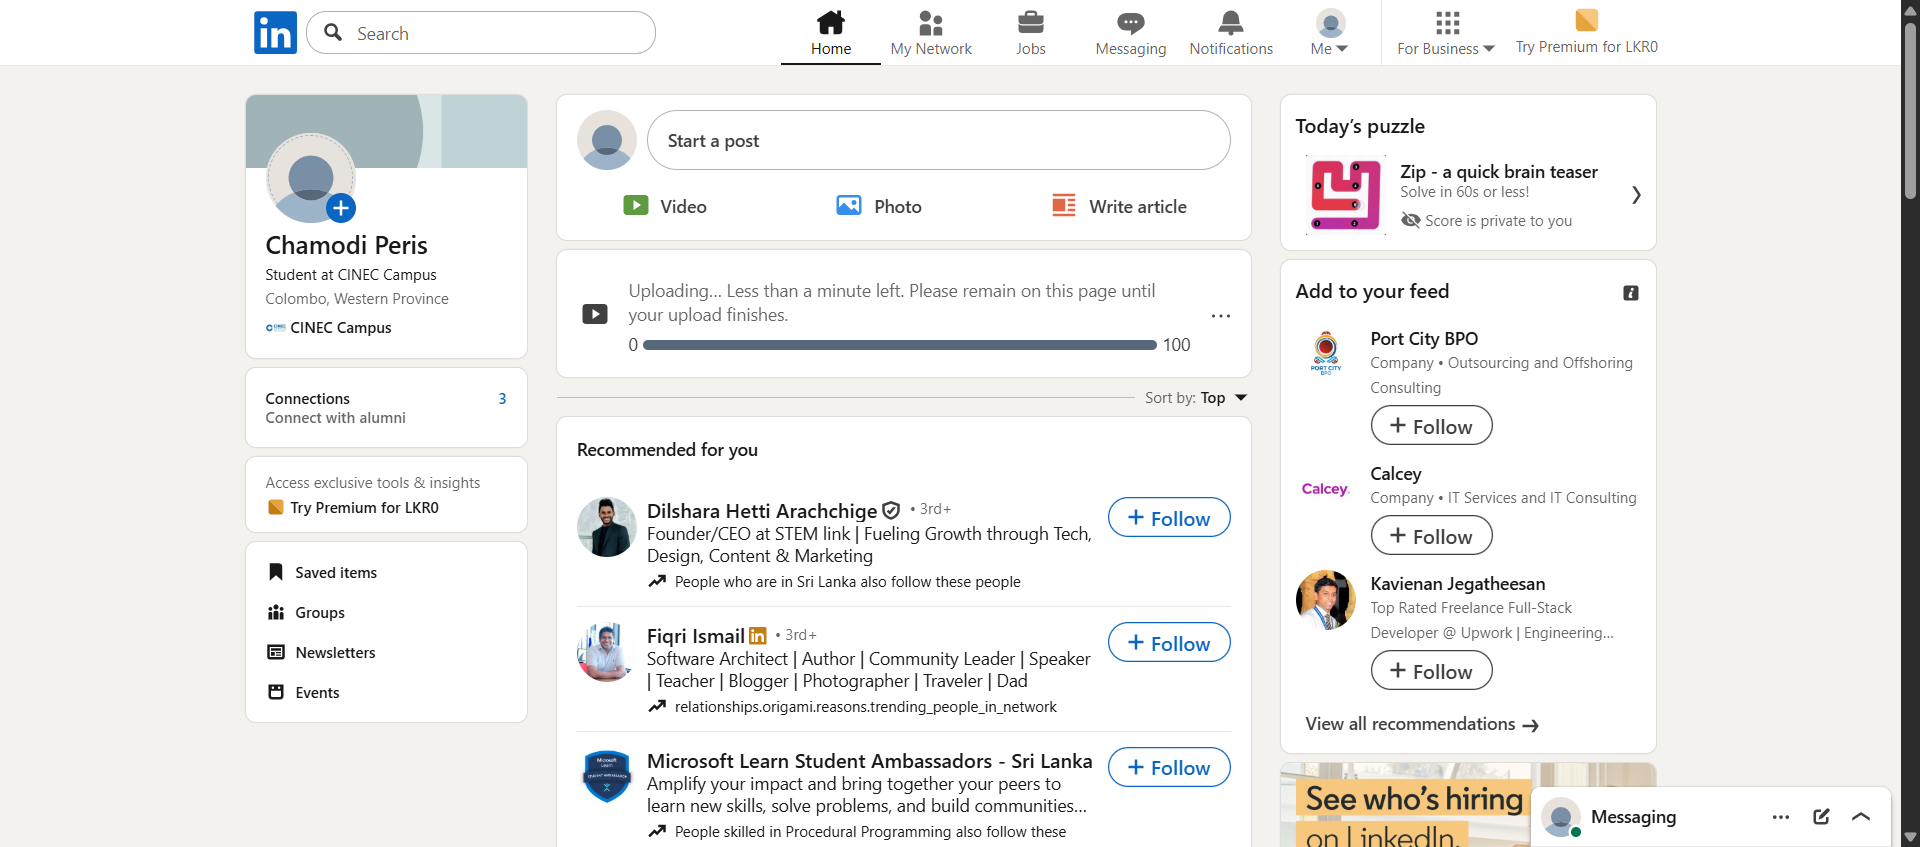 in
Search
Home
My Network
Jobs
Messaging
Notifications
Me
For Business
Try Premium for LKR0
Chamodi Peris
Student at CINEC Campus
Colombo, Western Province
CINEC Campus
Connections 3
Connect with alumni
Access exclusive tools & insights
Try Premium for LKR0
Saved items
Groups
Newsletters
Events
Start a post
Video
Photo
Write article
Uploading... Less than a minute left. Please remain on this page until
your upload finishes.
0 100
Sort by: Top
Recommended for you
Dilshara Hetti Arachchige • 3rd+
Founder/CEO at STEM link | Fueling Growth through Tech,
Design, Content & Marketing
People who are in Sri Lanka also follow these people
Follow
Fiqri Ismail in • 3rd+
Software Architect | Author | Community Leader | Speaker
| Teacher | Blogger | Photographer | Traveler | Dad
relationships.origami.reasons.trending_people_in_network
Follow
Microsoft Learn Student Ambassadors - Sri Lanka
Amplify your impact and bring together your peers to
learn new skills, solve problems, and build communities...
People skilled in Procedural Programming also follow these
Follow
Today's puzzle
Zip - a quick brain teaser
Solve in 60s or less!
Score is private to you
Add to your feed
PORT CITY
BPO
Port City BPO
Company • Outsourcing and Offshoring
Consulting
Follow
Calcey.
Calcey
Company • IT Services and IT Consulting
Follow
Kavienan Jegatheesan
Top Rated Freelance Full-Stack
Developer @ Upwork | Engineering...
Follow
View all recommendations
See who's hiring
on LinkedIn.
Messaging